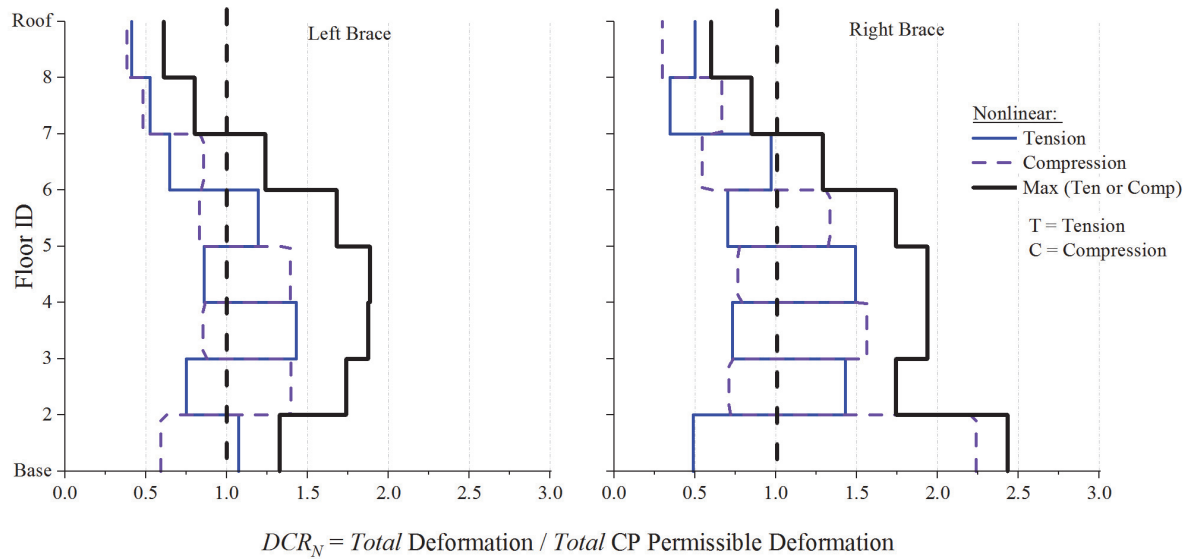 Roof
8
7
6
5
4
3
2
Base
Floor ID
Left Brace
0.0 0.5 1.0 1.5 2.0 2.5 3.0
Right Brace
0.0 0.5 1.0 1.5 2.0 2.5 3.0
Nonlinear:
Tension
Compression
Max (Ten or Comp)
T = Tension
C = Compression
DCR_N = Total Deformation / Total CP Permissible Deformation